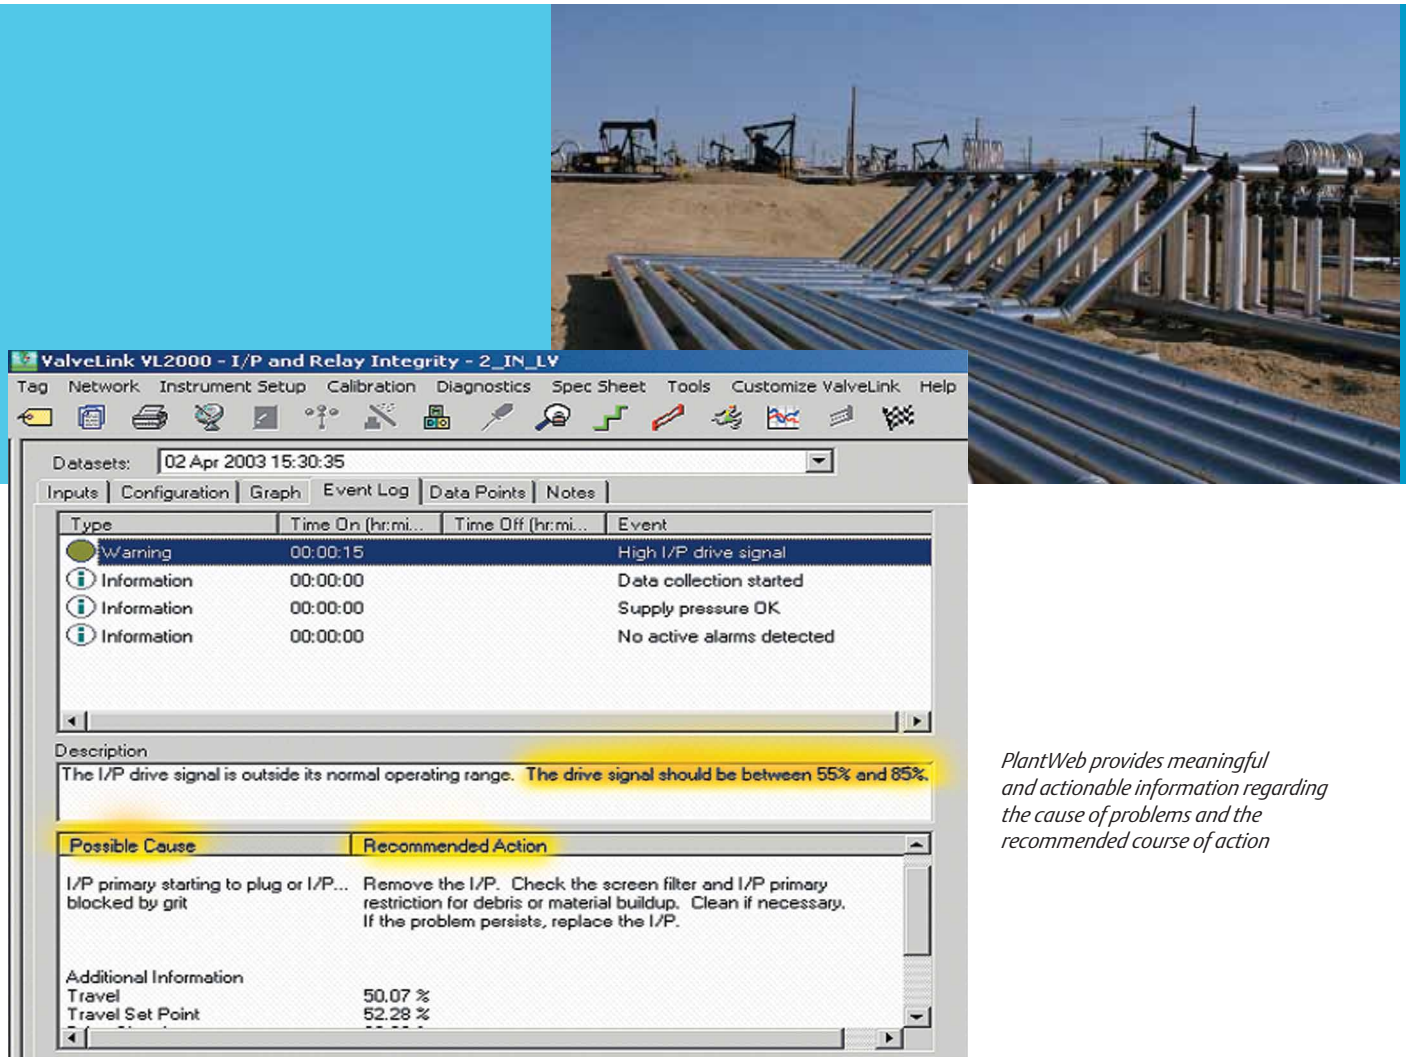 ValveLink VL2000 - I/P and Relay Integrity - 2_IN_LV
Tag Network Instrument Setup Calibration Diagnostics Spec Sheet Tools Customize ValveLink Help
Datasets: 02 Apr 2003 15:30:35
Inputs Configuration Graph Event Log Data Points Notes
Type Time On (hr:mi... Time Off (hr:mi... Event
Warning 00:00:15 High I/P drive signal
Information 00:00:00 Data collection started
Information 00:00:00 Supply pressure OK
Information 00:00:00 No active alarms detected
Description
The I/P drive signal is outside its normal operating range. The drive signal should be between 55% and 85%.
Possible Cause Recommended Action
I/P primary starting to plug or I/P... Remove the I/P. Check the screen filter and I/P primary
blocked by grit restriction for debris or material buildup. Clean if necessary.
If the problem persists, replace the I/P.
Additional Information
Travel 50.07 %
Travel Set Point 52.28 %
PlantWeb provides meaningful
and actionable information regarding
the cause of problems and the
recommended course of action